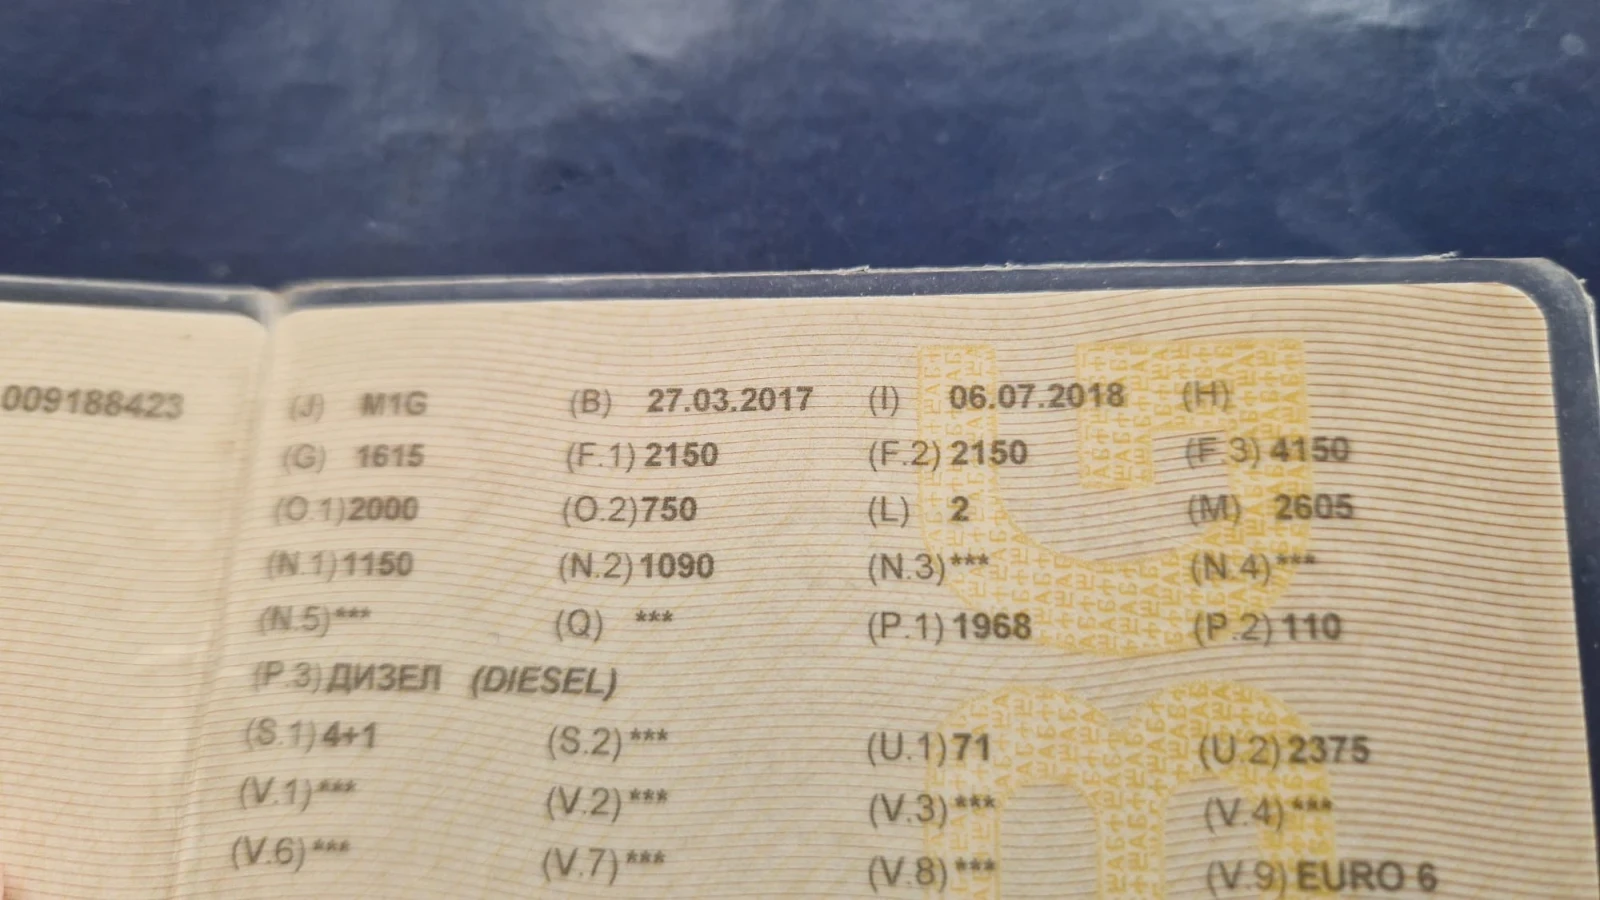 009188423
(J) M1G (B) 27.03.2017 (I) 06.07.2018 (H)
(G) 1615 (F.1) 2150 (F.2) 2150 (F.3) 4150
(O.1) 2000 (O.2) 750 (L) 2 (M) 2605
(N.1) 1150 (N.2) 1090 (N.3) *** (N.4) ***
(N.5) *** (Q) *** (P.1) 1968 (P.2) 110
(P.3) ДИЗЕЛ (DIESEL)
(S.1) 4+1 (S.2) *** (U.1) 71 (U.2) 2375
(V.1) *** (V.2) *** (V.3) *** (V.4) ***
(V.6) *** (V.7) *** (V.8) *** (V.9) EURO 6